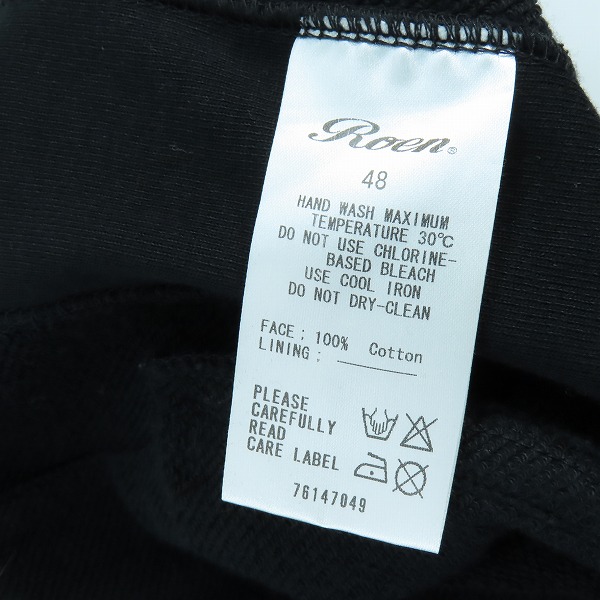 Roen®
48
HAND WASH MAXIMUM
TEMPERATURE 30℃
DO NOT USE CHLORINE-
BASED BLEACH
USE COOL IRON
DO NOT DRY-CLEAN
FACE ; 100% Cotton
LINING ;
PLEASE
CAREFULLY
READ
CARE LABEL
76147049